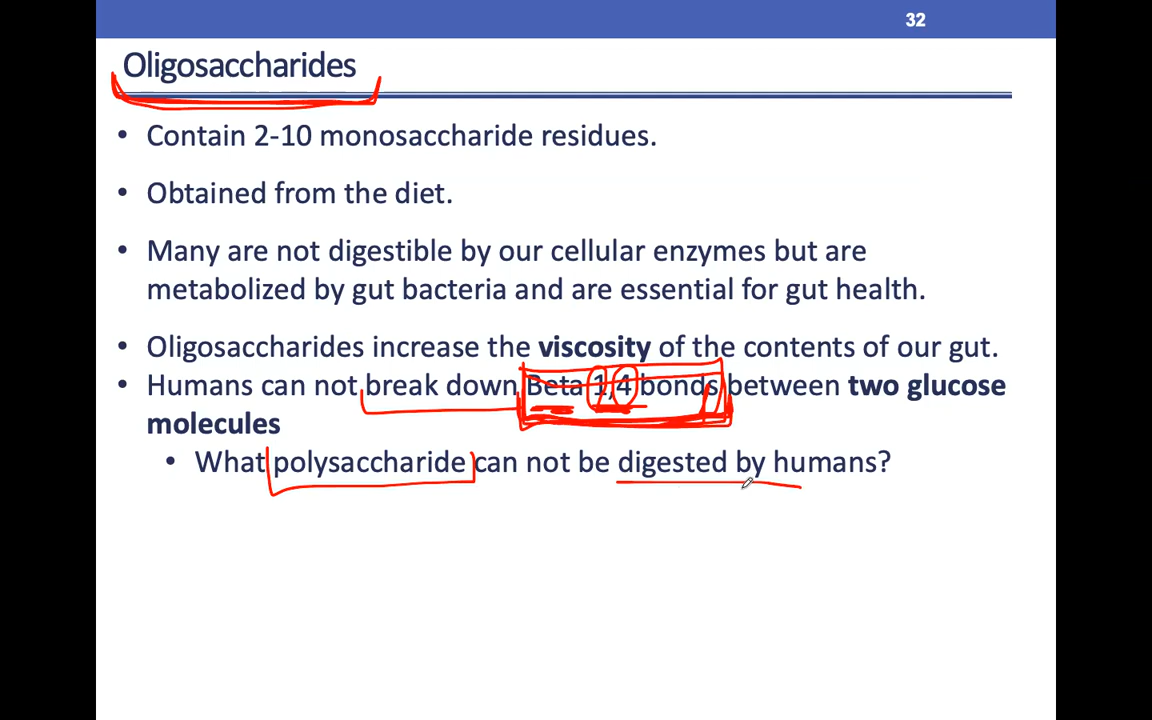 32
Oligosaccharides
• Contain 2-10 monosaccharide residues.
• Obtained from the diet.
• Many are not digestible by our cellular enzymes but are
metabolized by gut bacteria and are essential for gut health.
• Oligosaccharides increase the viscosity of the contents of our gut.
• Humans can not break down Beta 1,4 bonds between two glucose
molecules
• What polysaccharide can not be digested by humans?